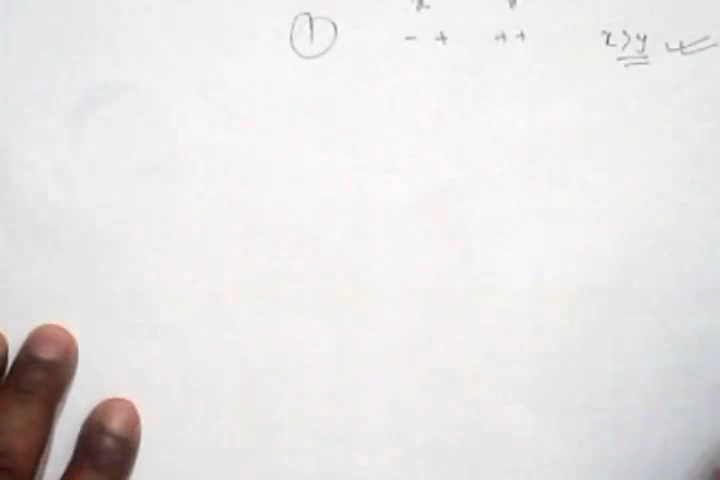 ① - + + + x>y